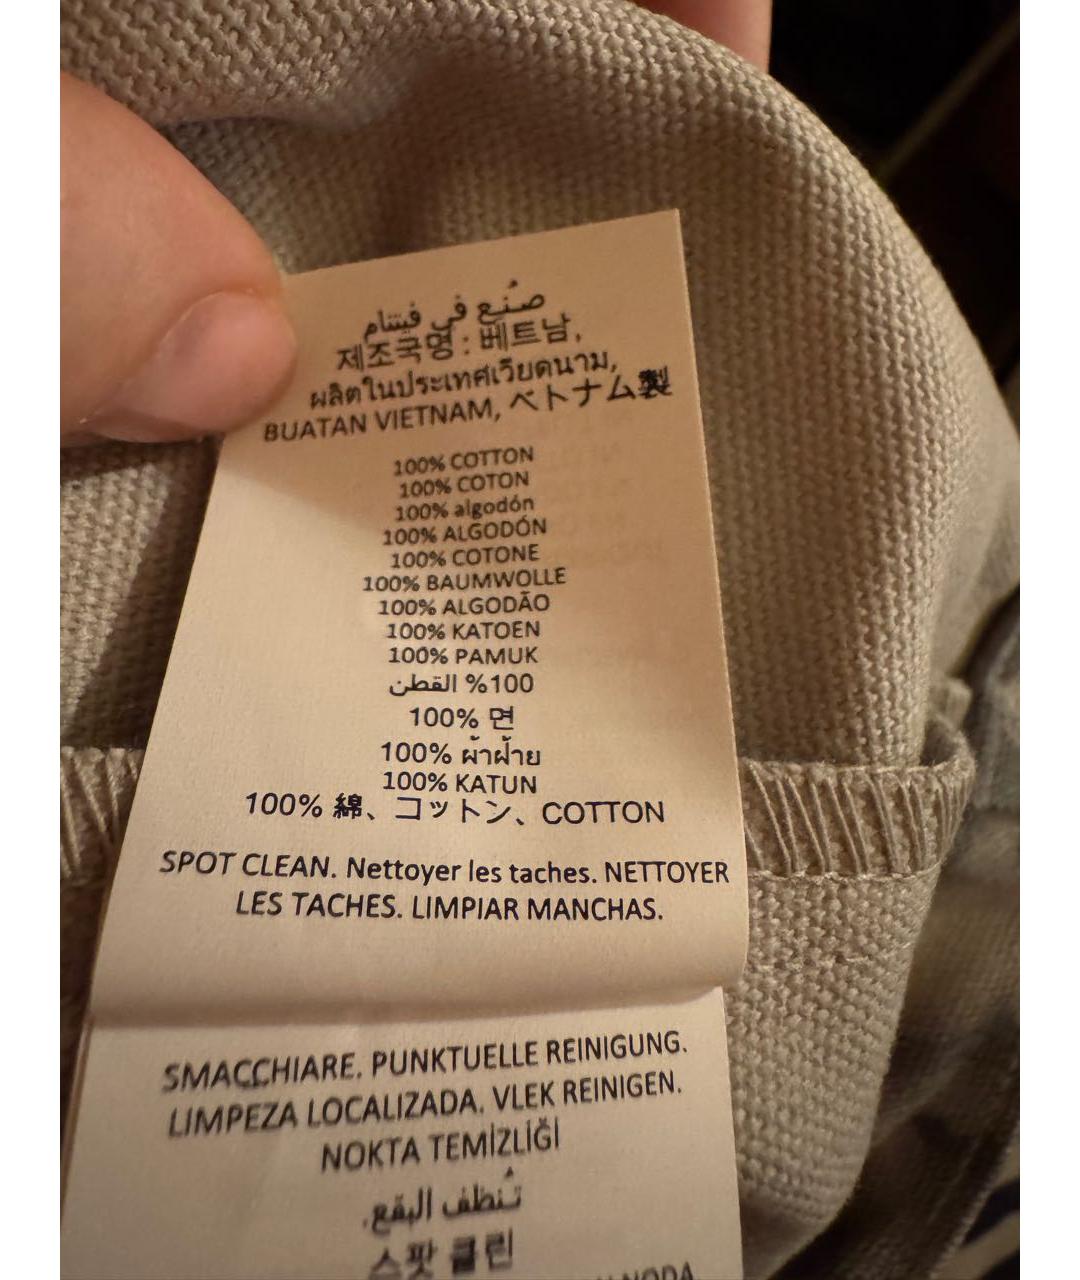 صُنع في فيتنام
제조국명 : 베트남,
ผลิตในประเทศเวียดนาม,
BUATAN VIETNAM, ベトナム製
100% COTTON
100% COTON
100% algodón
100% ALGODÓN
100% COTONE
100% BAUMWOLLE
100% ALGODÃO
100% KATOEN
100% PAMUK
100% القطن
100% 면
100% ผ้าฝ้าย
100% KATUN
100% 綿、コットン、COTTON
SPOT CLEAN. Nettoyer les taches. NETTOYER
LES TACHES. LIMPIAR MANCHAS.
SMACCHIARE. PUNKTUELLE REINIGUNG.
LIMPEZA LOCALIZADA. VLEK REINIGEN.
NOKTA TEMİZLİĞİ
تُنظف البقع.
스팟 클린
NODA